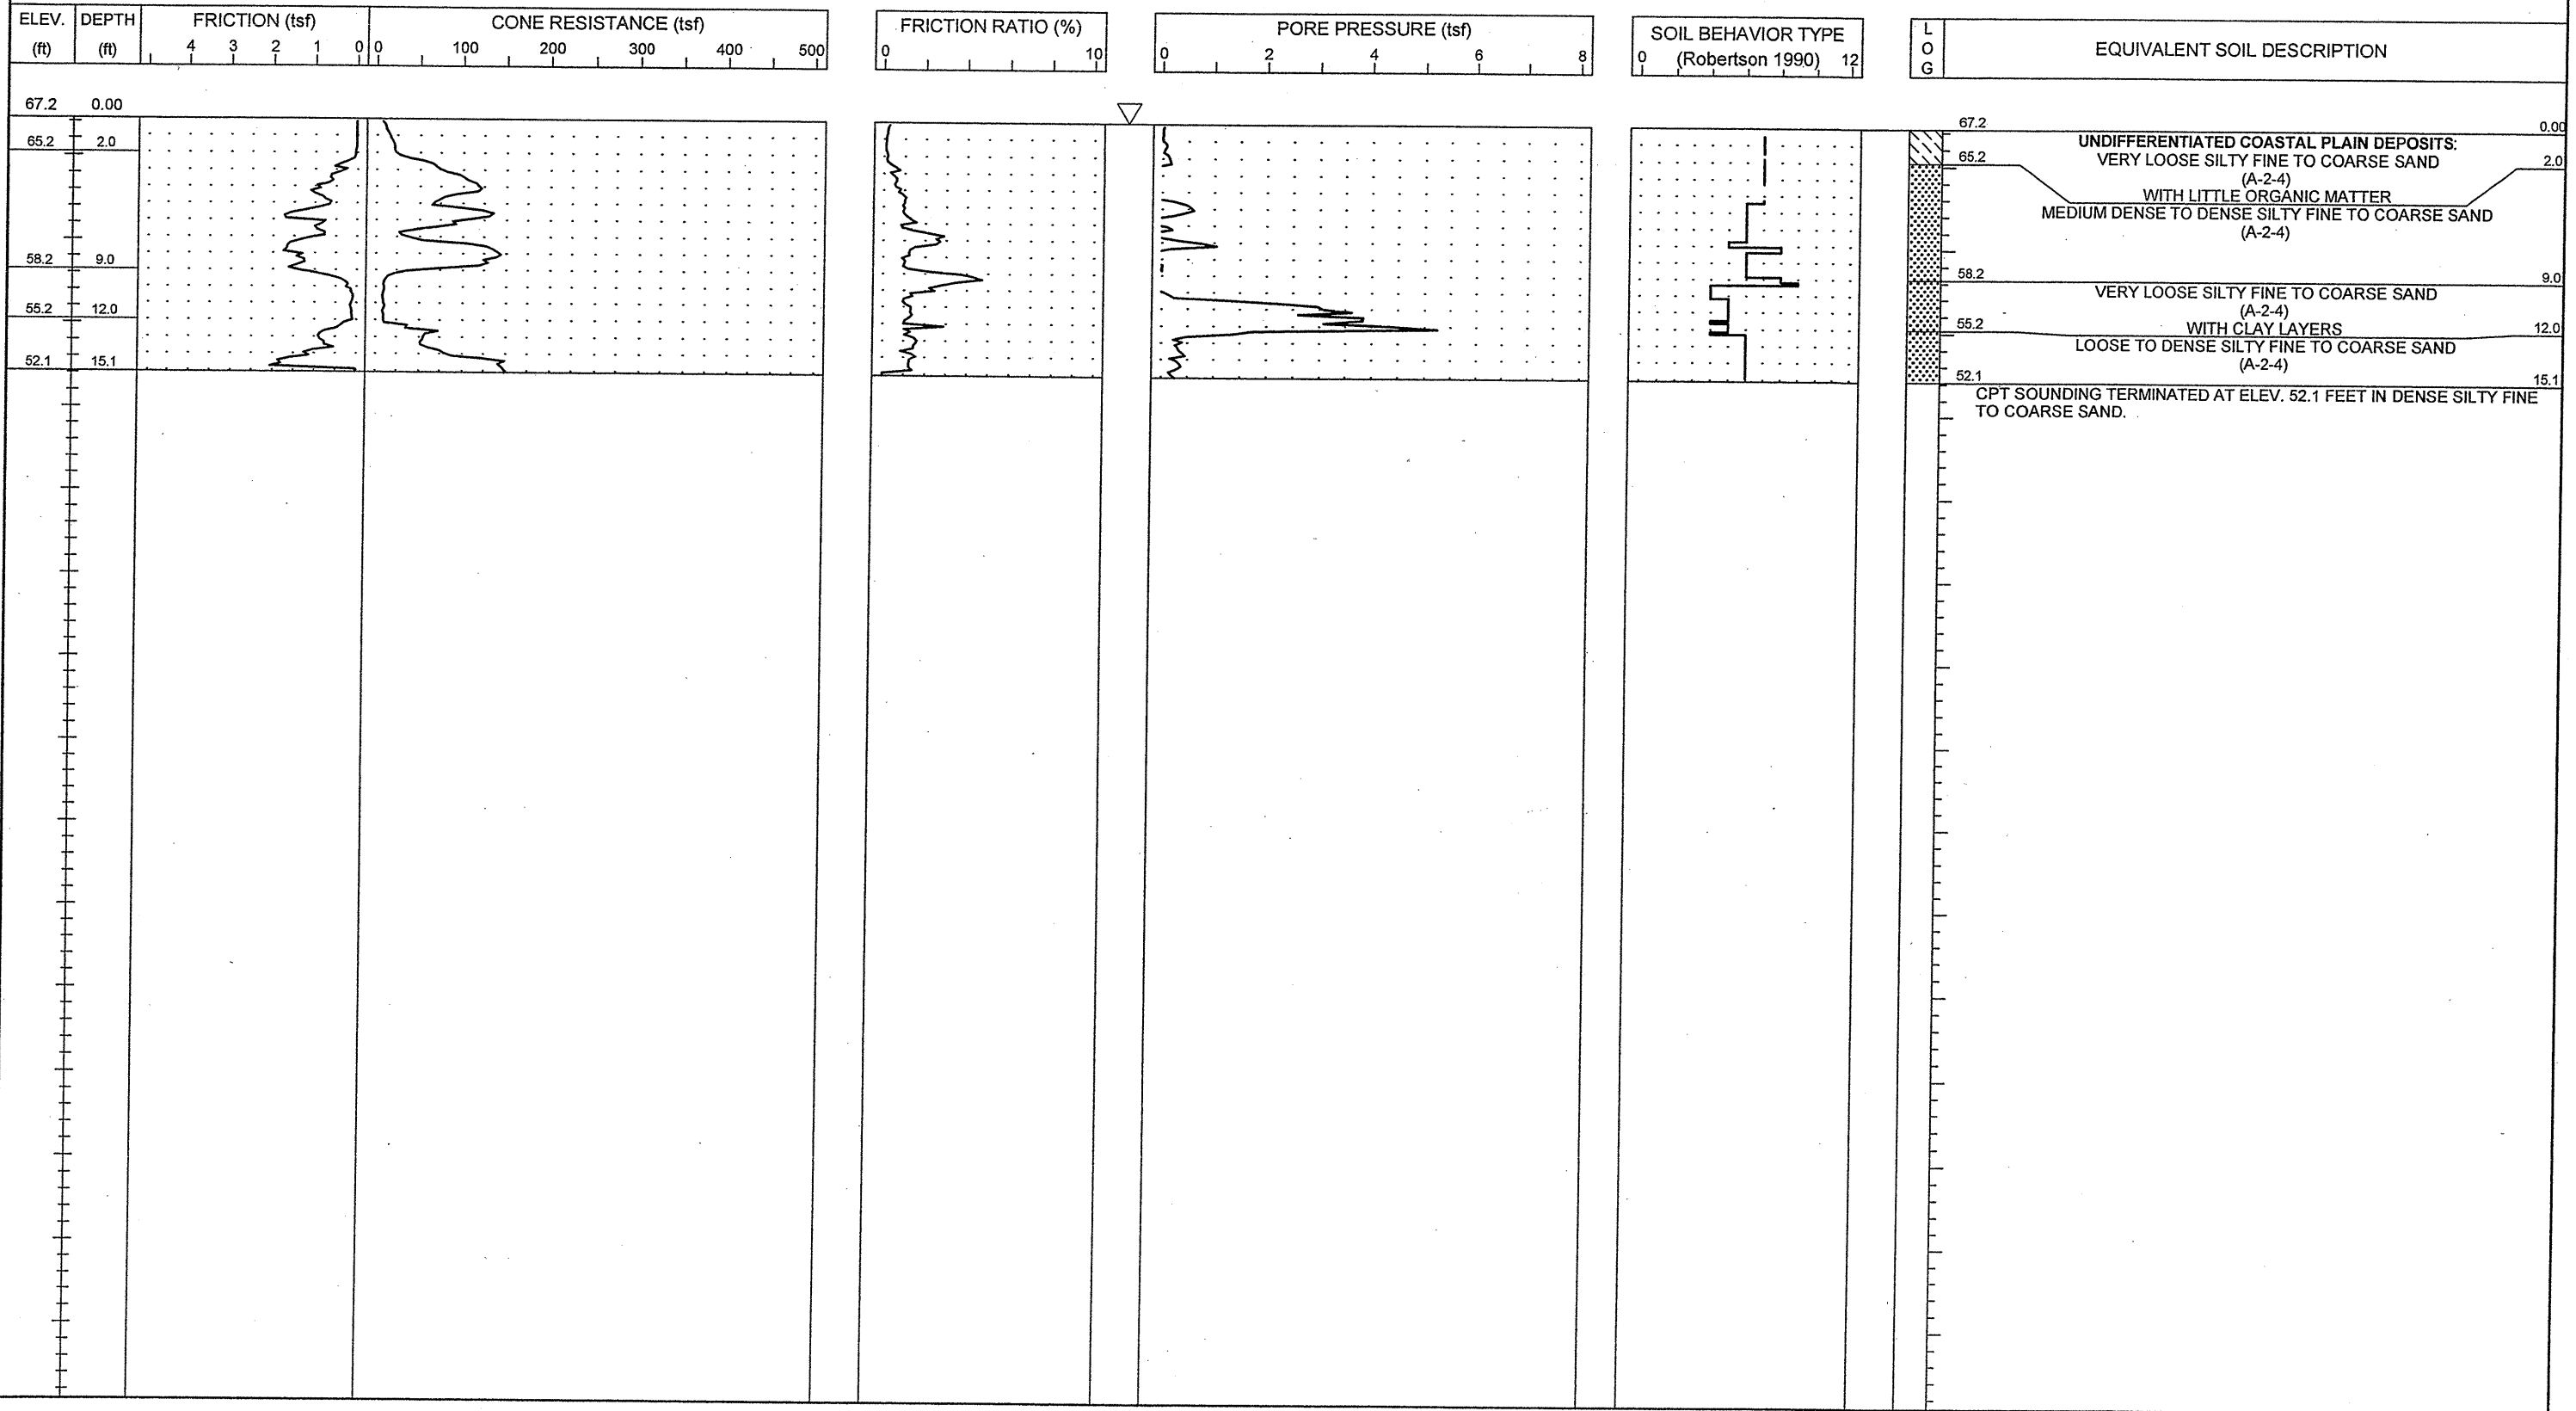 ELEV. DEPTH FRICTION (tsf) CONE RESISTANCE (tsf) FRICTION RATIO (%) PORE PRESSURE (tsf) SOIL BEHAVIOR TYPE LOG EQUIVALENT SOIL DESCRIPTION
(ft) (ft) 4 3 2 1 0 0 100 200 300 400 500 0 10 0 2 4 6 8 0 (Robertson 1990) 12
67.2 0.00
67.2 0.00
UNDIFFERENTIATED COASTAL PLAIN DEPOSITS:
65.2 2.0
65.2 VERY LOOSE SILTY FINE TO COARSE SAND 2.0
(A-2-4)
WITH LITTLE ORGANIC MATTER
MEDIUM DENSE TO DENSE SILTY FINE TO COARSE SAND
(A-2-4)
58.2 9.0
58.2 9.0
VERY LOOSE SILTY FINE TO COARSE SAND
(A-2-4)
55.2 12.0
55.2 WITH CLAY LAYERS 12.0
LOOSE TO DENSE SILTY FINE TO COARSE SAND
(A-2-4)
52.1 15.1
52.1 15.1
CPT SOUNDING TERMINATED AT ELEV. 52.1 FEET IN DENSE SILTY FINE
TO COARSE SAND.